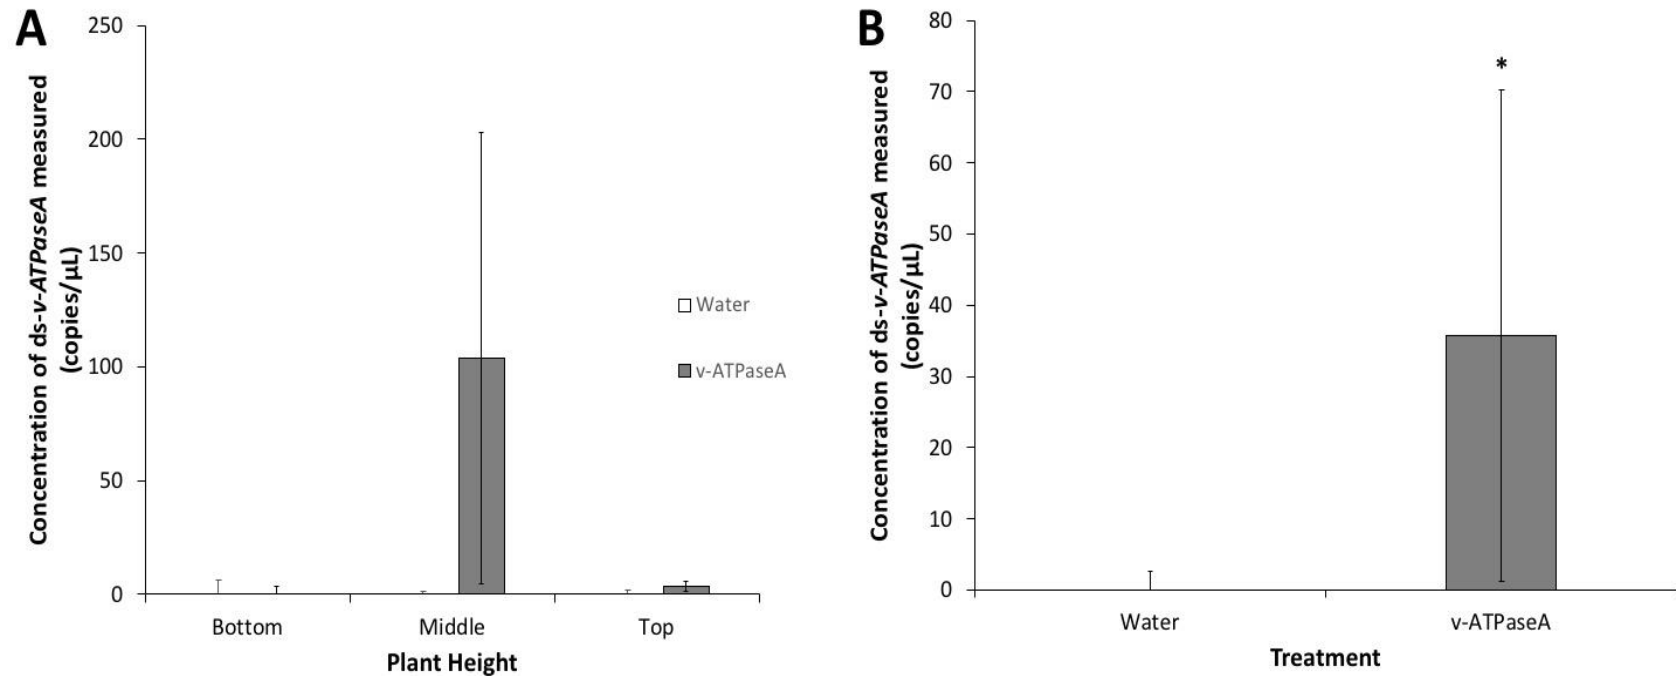 A
Concentration of ds-v-ATPaseA measured
(copies/µL)
250
200
150
100
50
0
Water
v-ATPaseA
Bottom
Middle
Top
Plant Height
B
Concentration of ds-v-ATPaseA measured
(copies/µL)
80
70
60
50
40
30
20
10
0
*
Water
v-ATPaseA
Treatment